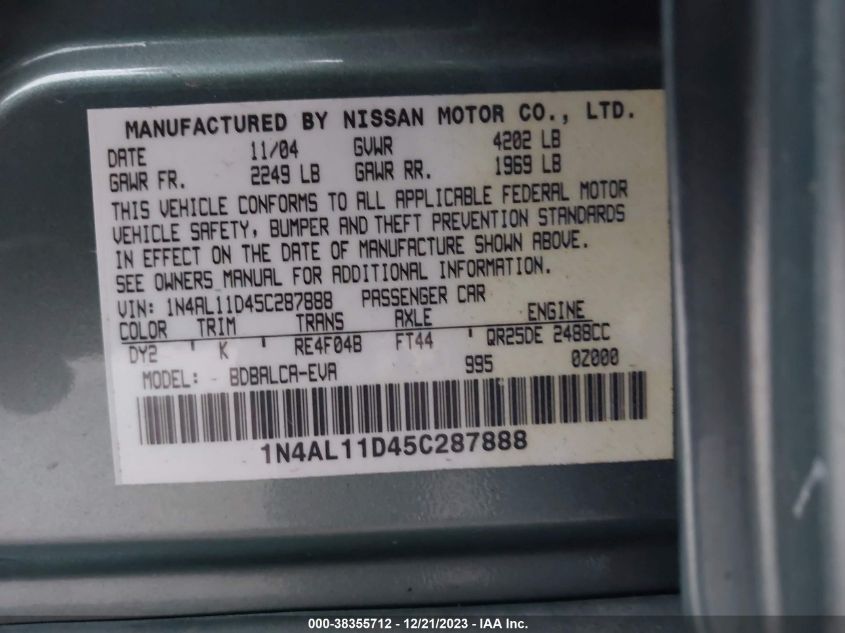 MANUFACTURED BY NISSAN MOTOR CO., LTD.
DATE 11/04 GVWR 4202 LB
GAWR FR. 2249 LB GAWR RR. 1969 LB
THIS VEHICLE CONFORMS TO ALL APPLICABLE FEDERAL MOTOR
VEHICLE SAFETY, BUMPER AND THEFT PREVENTION STANDARDS
IN EFFECT ON THE DATE OF MANUFACTURE SHOWN ABOVE.
SEE OWNERS MANUAL FOR ADDITIONAL INFORMATION.
VIN: 1N4AL11D45C287888 PASSENGER CAR
COLOR TRIM TRANS AXLE ENGINE
DY2 ' K ' RE4F04B FT44 QR25DE 2488CC
MODEL: BDBALCA-EVA 995 0Z000
1N4AL11D45C287888
000-38355712 - 12/21/2023 - IAA Inc.